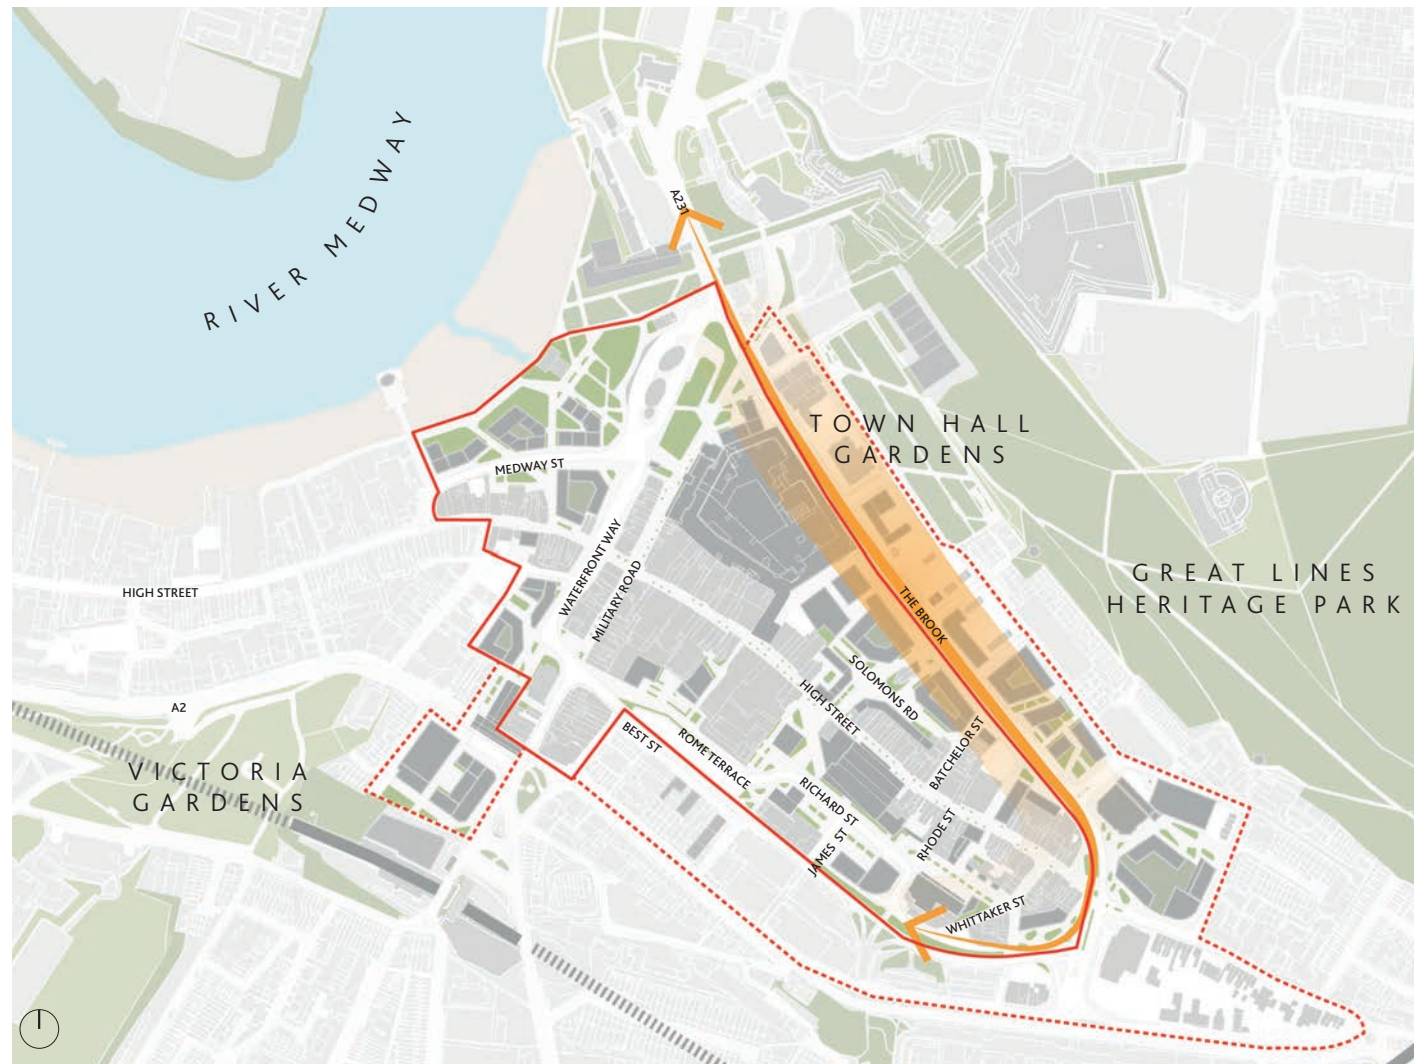 RIVER MEDWAY
A231
TOWN HALL
GARDENS
MEDWAY ST
WATERFRONT WAY
MILITARY ROAD
HIGH STREET
GREAT LINES
HERITAGE PARK
THE BROOK
SOLOMONS RD
HIGH STREET
A2
BATCHELOR ST
BEST ST
ROME TERRACE
VICTORIA
GARDENS
RICHARD ST
JAMES ST
RHODE ST
WHITTAKER ST